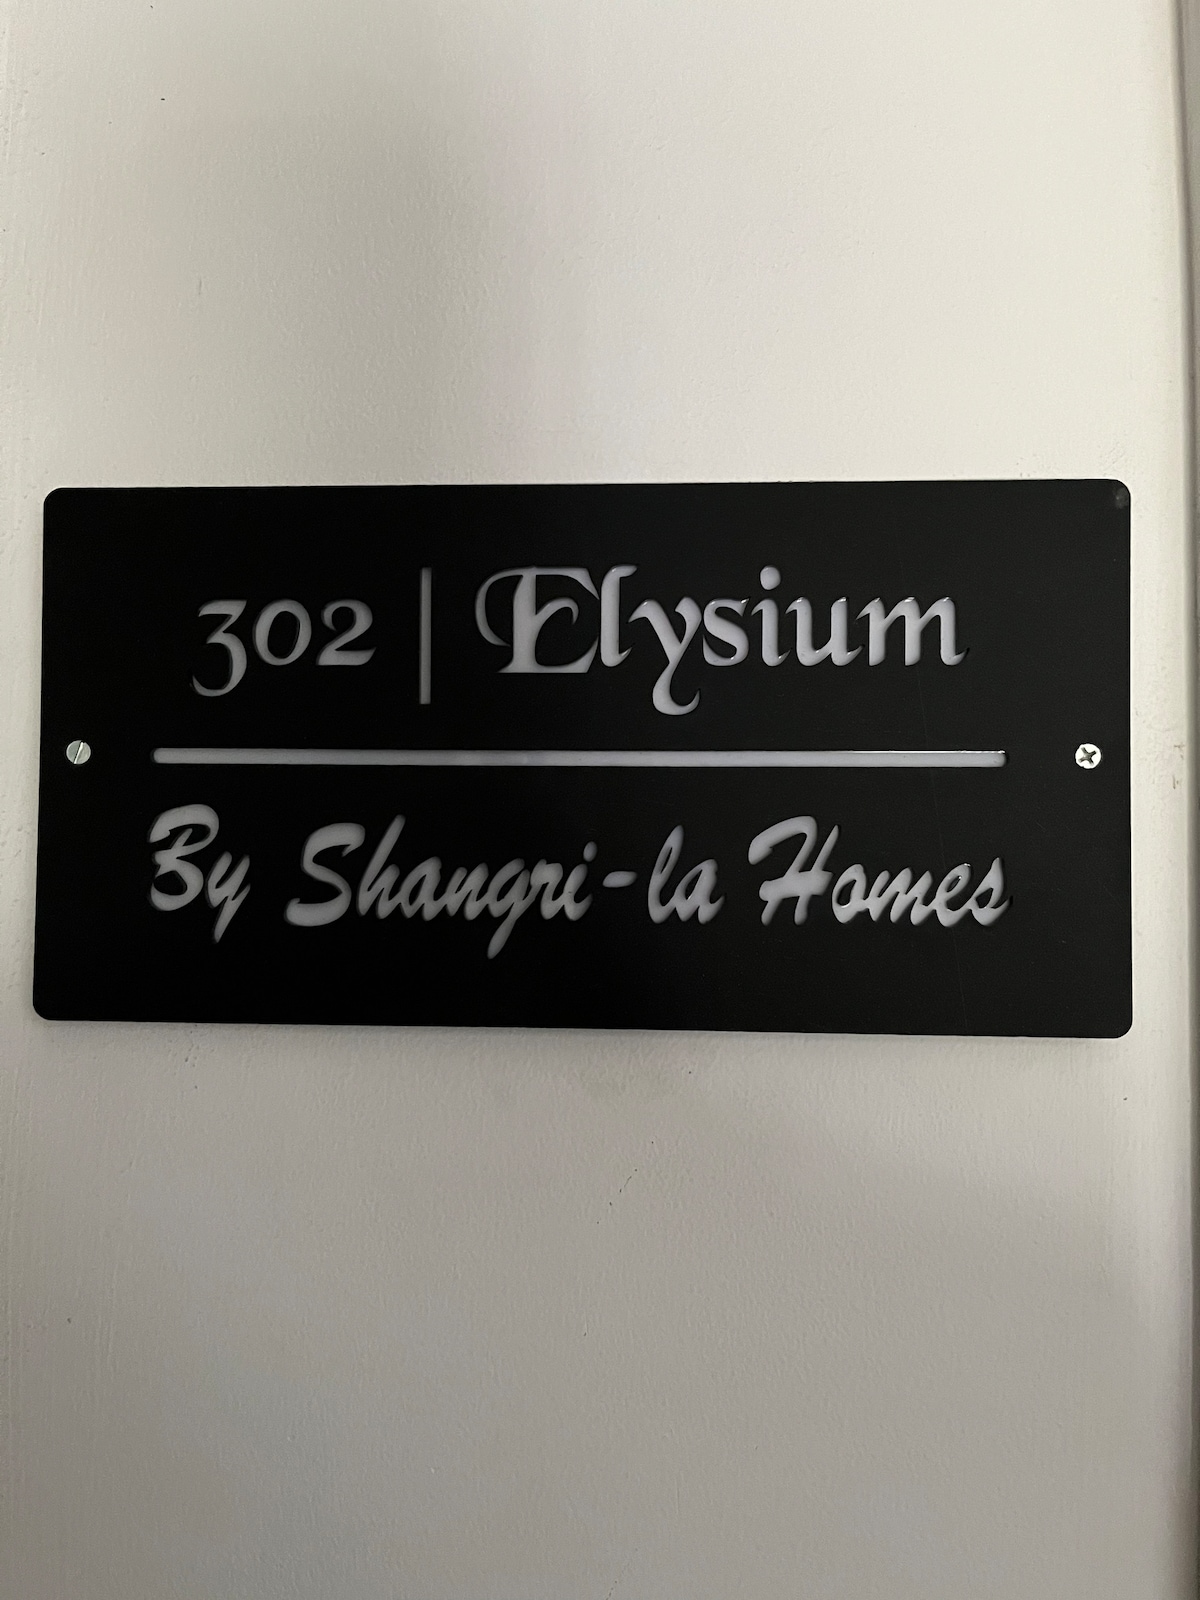 302 | Elysium
By Shangri-la Homes